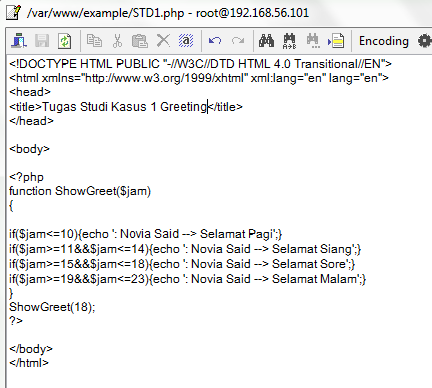 /var/www/example/STD1.php - root@192.168.56.101
Encoding
<!DOCTYPE HTML PUBLIC "-//W3C//DTD HTML 4.0 Transitional//EN">
<html xmlns="http://www.w3.org/1999/xhtml" xml:lang="en" lang="en">
<head>
<title>Tugas Studi Kasus 1 Greeting</title>
</head>
<body>
<?php
function ShowGreet($jam)
{
if($jam<=10){echo ': Novia Said --> Selamat Pagi';}
if($jam>=11&&$jam<=14){echo ': Novia Said --> Selamat Siang';}
if($jam>=15&&$jam<=18){echo ': Novia Said --> Selamat Sore';}
if($jam>=19&&$jam<=23){echo ': Novia Said --> Selamat Malam';}
}
ShowGreet(18);
?>
</body>
</html>